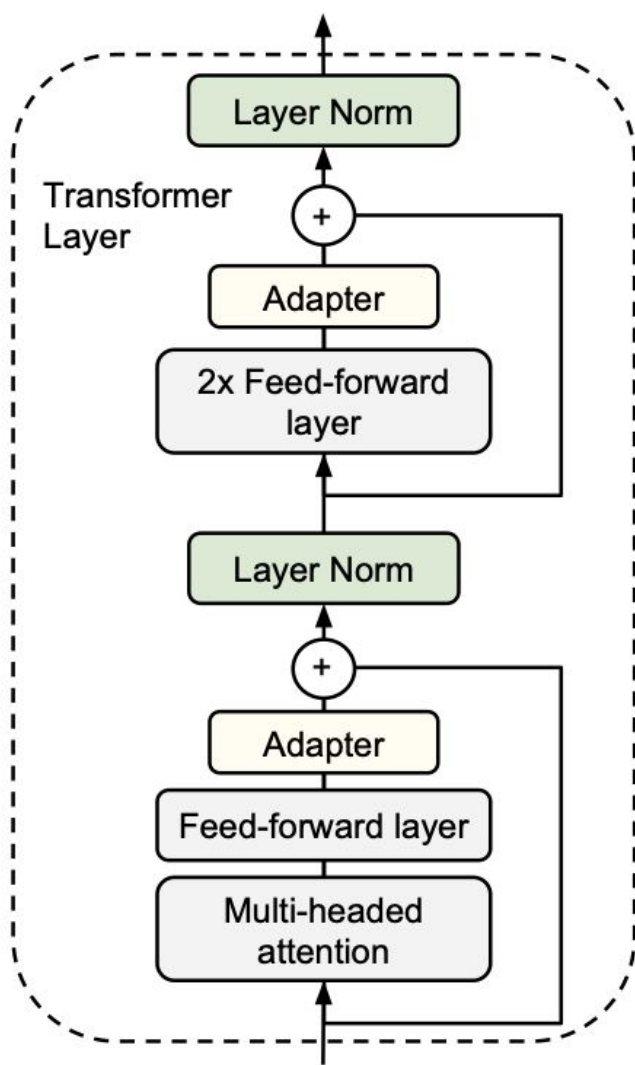 Layer Norm
Transformer
Layer
+
Adapter
2x Feed-forward
layer
Layer Norm
+
Adapter
Feed-forward layer
Multi-headed
attention